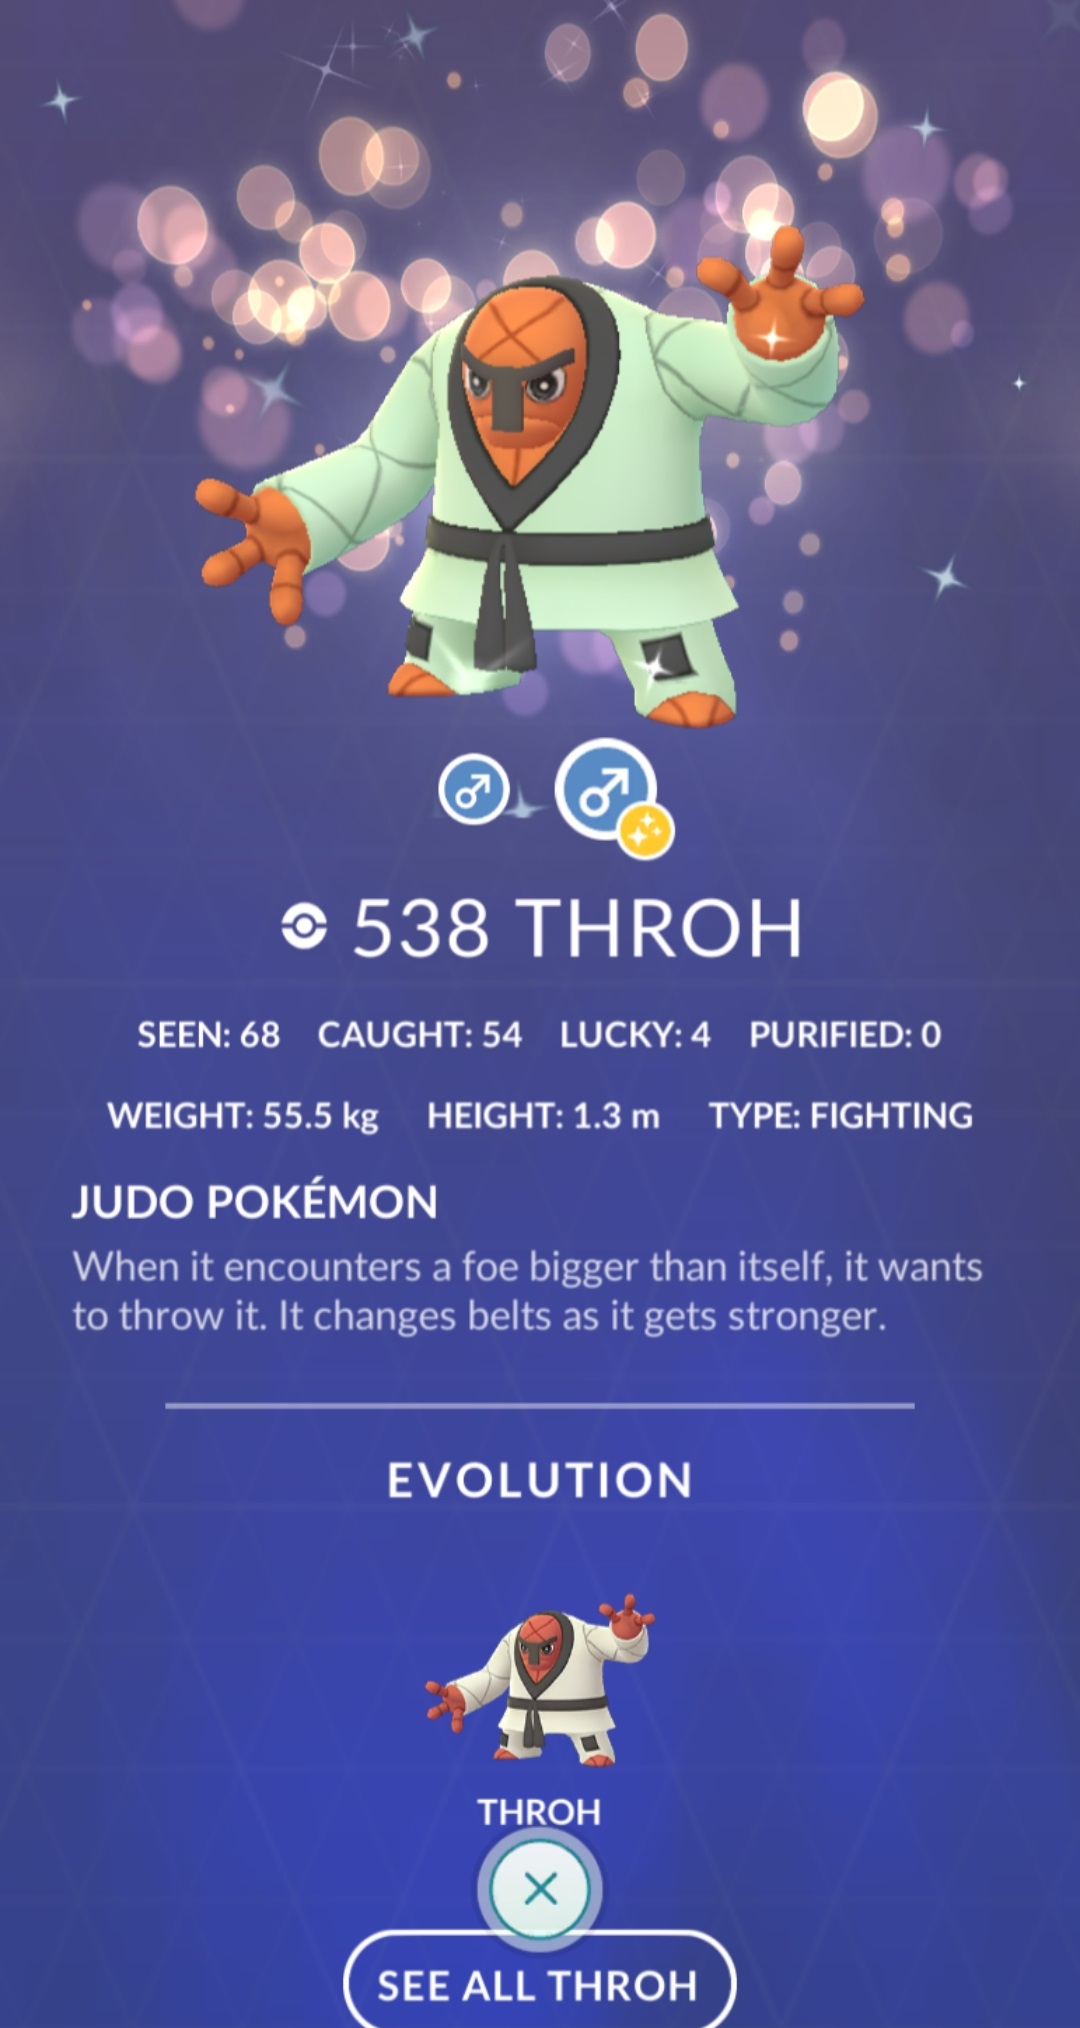 538 THROH
SEEN: 68 CAUGHT: 54 LUCKY: 4 PURIFIED: 0
WEIGHT: 55.5 kg HEIGHT: 1.3 m TYPE: FIGHTING
JUDO POKÉMON
When it encounters a foe bigger than itself, it wants
to throw it. It changes belts as it gets stronger.
EVOLUTION
THROH
SEE ALL THROH